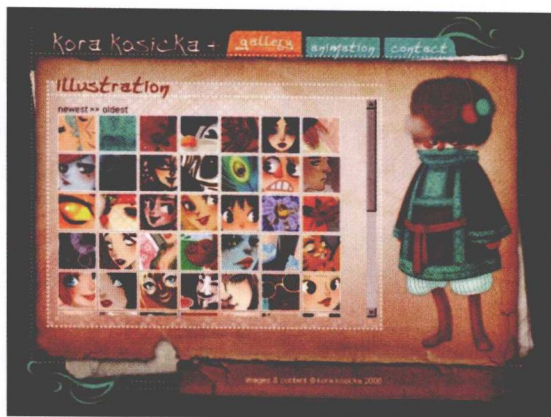 kora kosicka +
gallery
animation
contact
Illustration
newest >> oldest
images & content © kora kosicka 2006